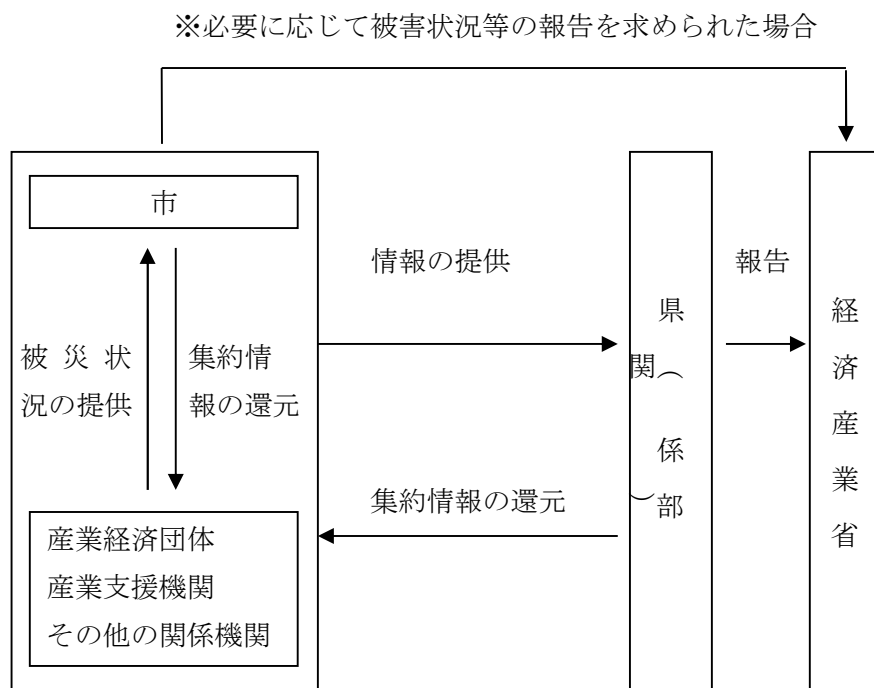 ※必要に応じて被害状況等の報告を求められた場合
市
被災状
況の提供
集約情
報の還元
産業経済団体
産業支援機関
その他の関係機関
情報の提供
集約情報の還元
県（関係部）
報告
経済産業省